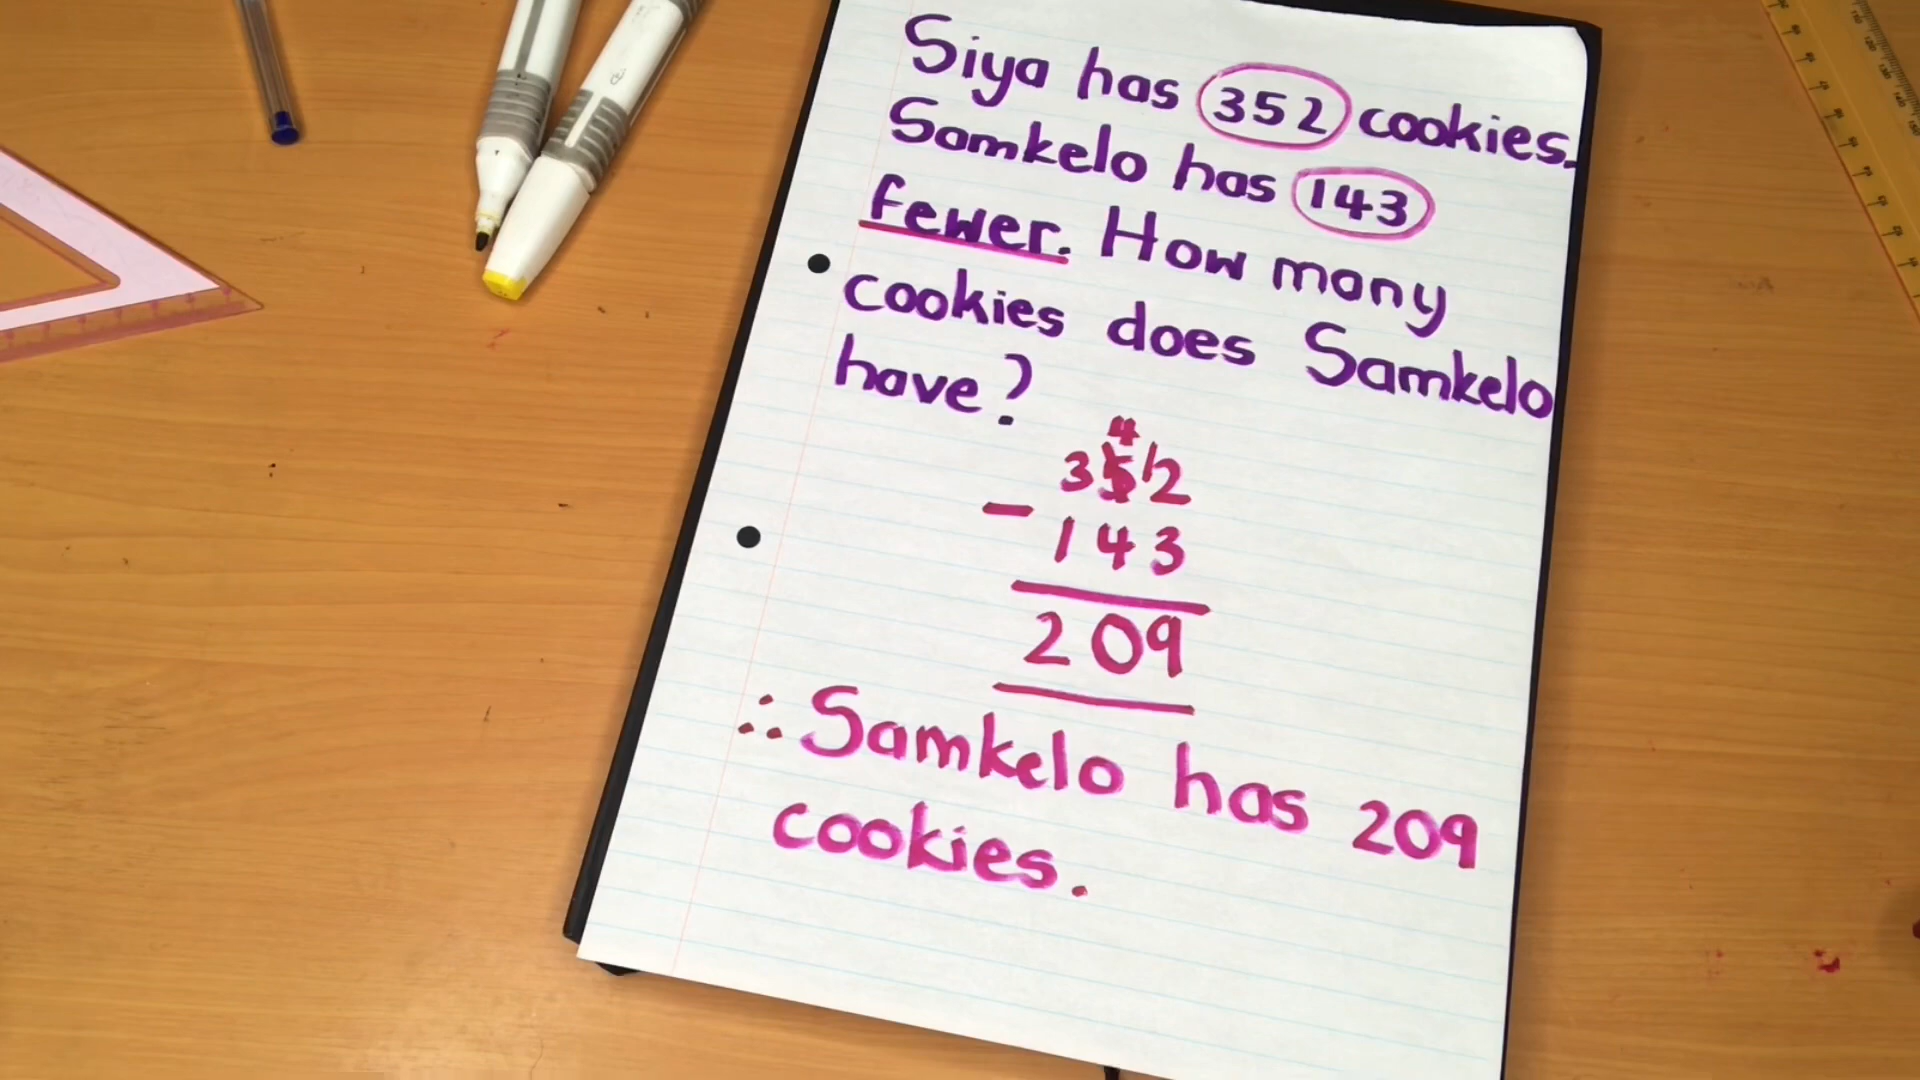 Siya has 352 cookies.
Samkelo has 143
fewer. How many
cookies does Samkelo
have?
4
3512
- 143
209
∴ Samkelo has 209
cookies.